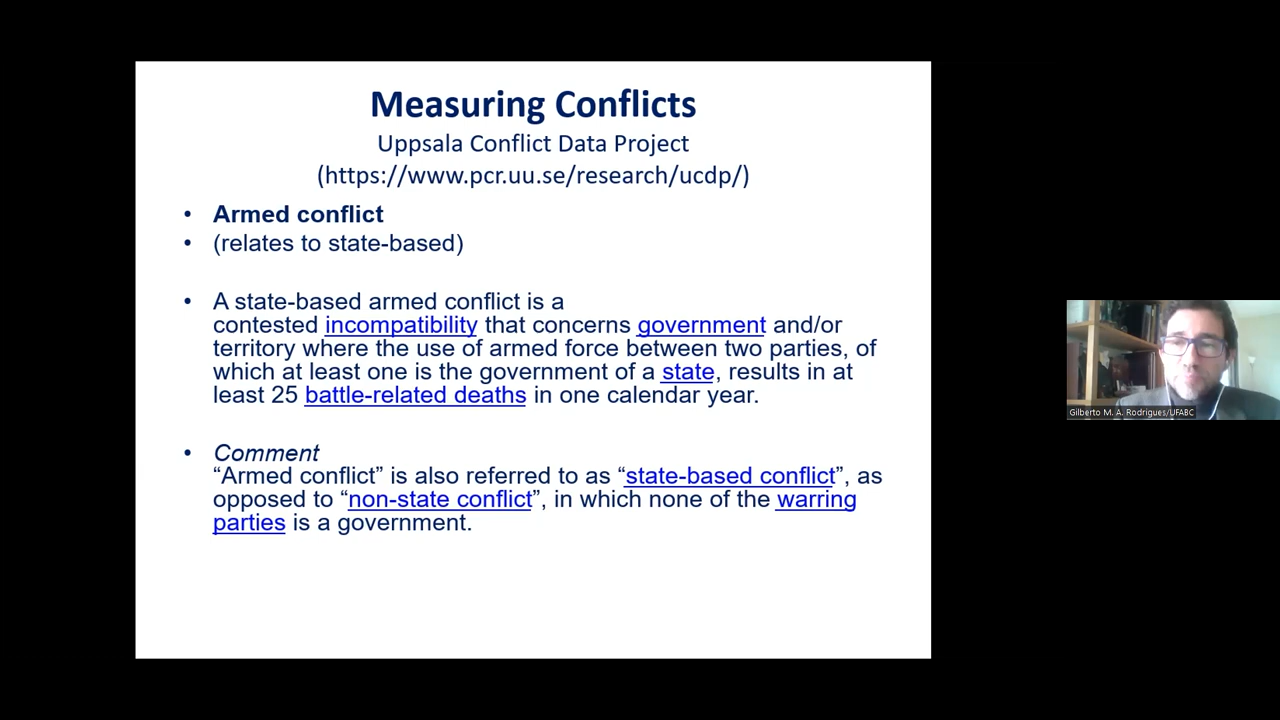 Measuring Conflicts
Uppsala Conflict Data Project
(https://www.pcr.uu.se/research/ucdp/)
• Armed conflict
• (relates to state-based)
• A state-based armed conflict is a
contested incompatibility that concerns government and/or
territory where the use of armed force between two parties, of
which at least one is the government of a state, results in at
least 25 battle-related deaths in one calendar year.
• Comment
“Armed conflict” is also referred to as “state-based conflict”, as
opposed to “non-state conflict”, in which none of the warring
parties is a government.
Gilberto M. A. Rodrigues/UFABC